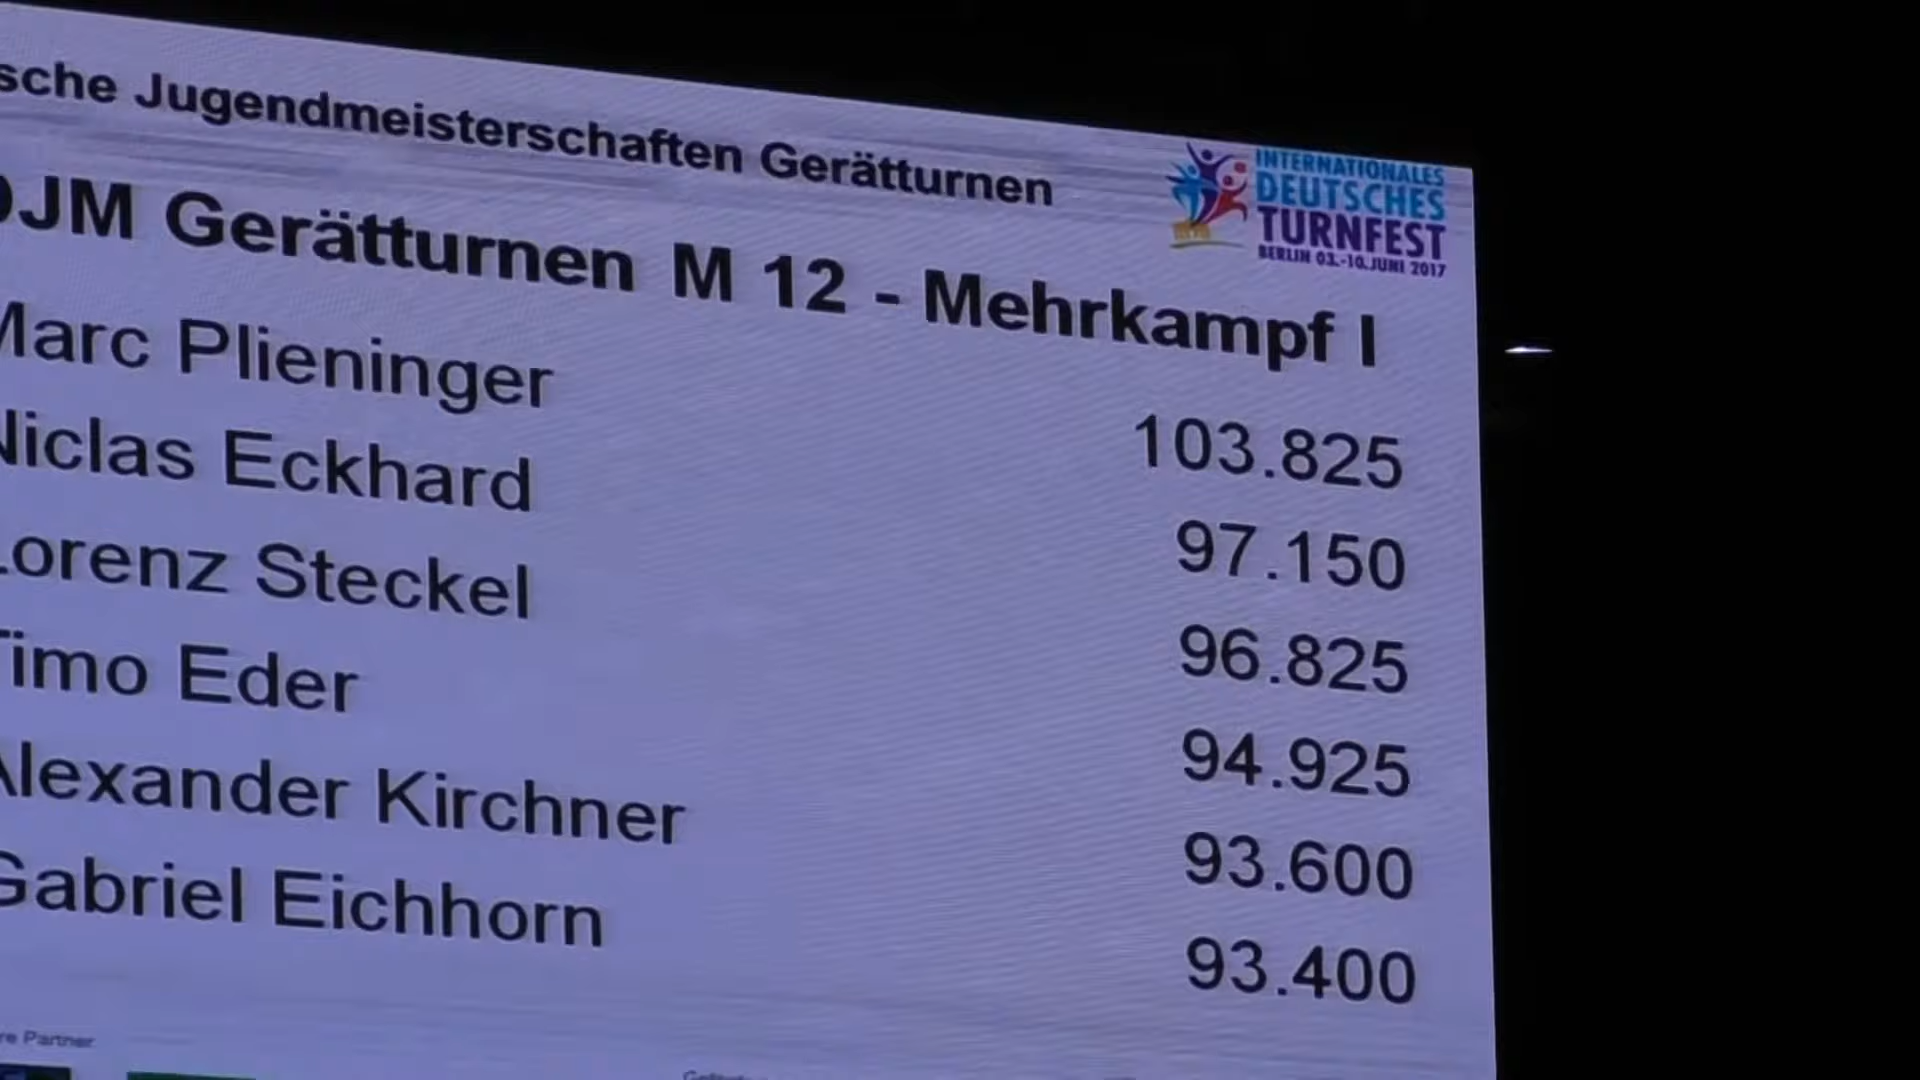 sche Jugendmeisterschaften Gerätturnen
INTERNATIONALES
DEUTSCHES
TURNFEST
BERLIN 03.-10.JUNI 2017
DJM Gerätturnen M 12 - Mehrkampf I
Marc Plieninger 103.825
Niclas Eckhard 97.150
Lorenz Steckel 96.825
Timo Eder 94.925
Alexander Kirchner 93.600
Gabriel Eichhorn 93.400
re Partner